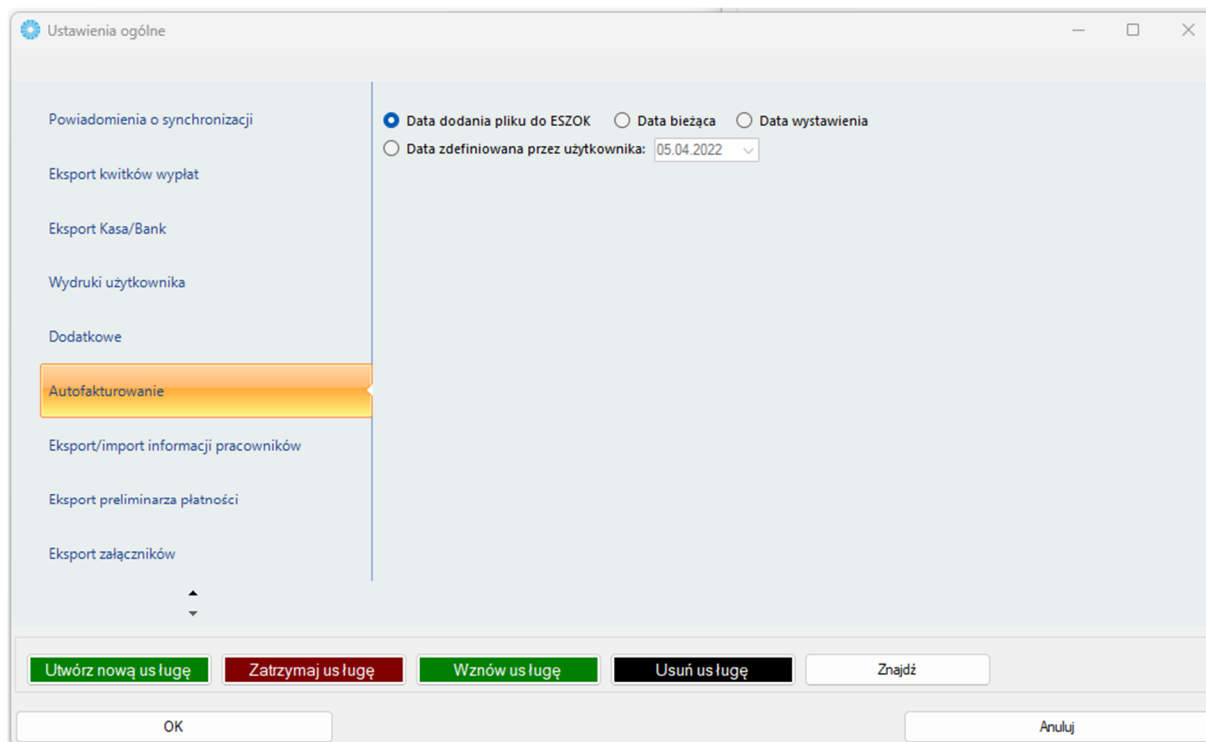 Ustawienia ogólne
Powiadomienia o synchronizacji
Eksport kwitków wypłat
Eksport Kasa/Bank
Wydruki użytkownika
Dodatkowe
Autofakturowanie
Eksport/import informacji pracowników
Eksport preliminarza płatności
Eksport załączników
Data dodania pliku do ESZOK Data bieżąca Data wystawienia
Data zdefiniowana przez użytkownika: 05.04.2022
Utwórz nową usługę Zatrzymaj usługę Wznów usługę Usuń usługę Znajdź
OK Anuluj